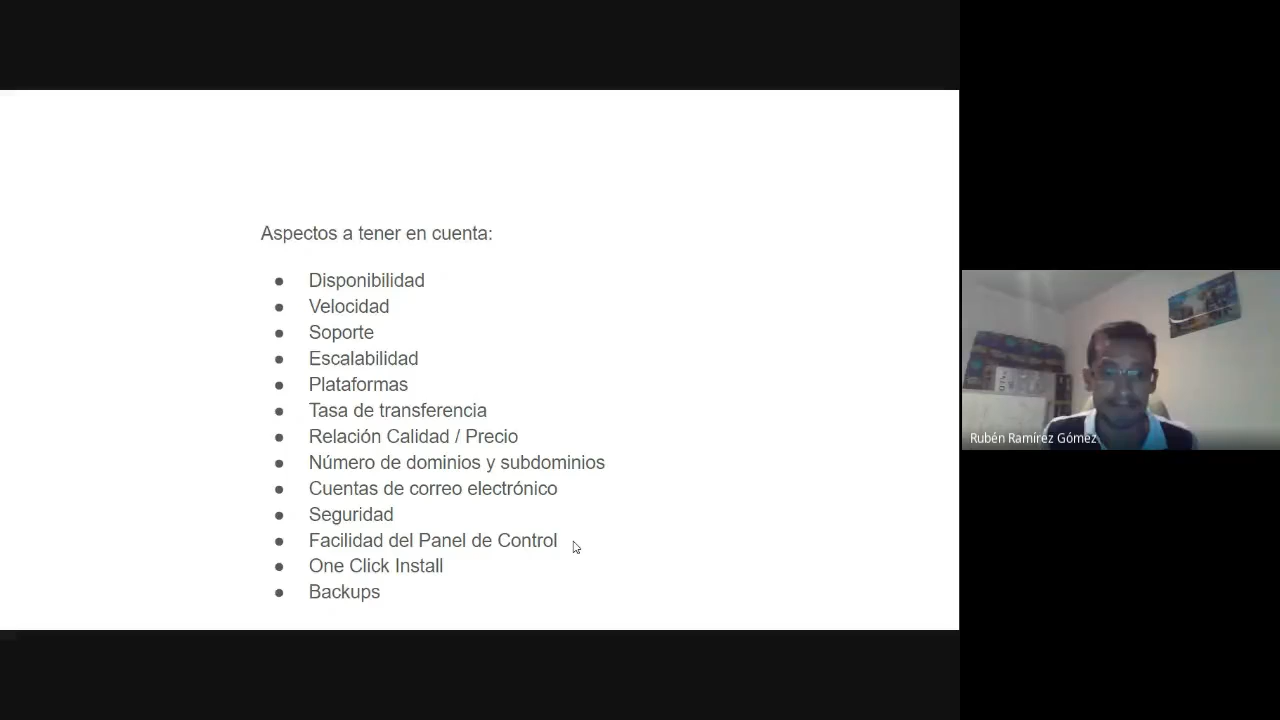 Aspectos a tener en cuenta:
● Disponibilidad
● Velocidad
● Soporte
● Escalabilidad
● Plataformas
● Tasa de transferencia
● Relación Calidad / Precio
● Número de dominios y subdominios
● Cuentas de correo electrónico
● Seguridad
● Facilidad del Panel de Control
● One Click Install
● Backups
Rubén Ramírez Gómez